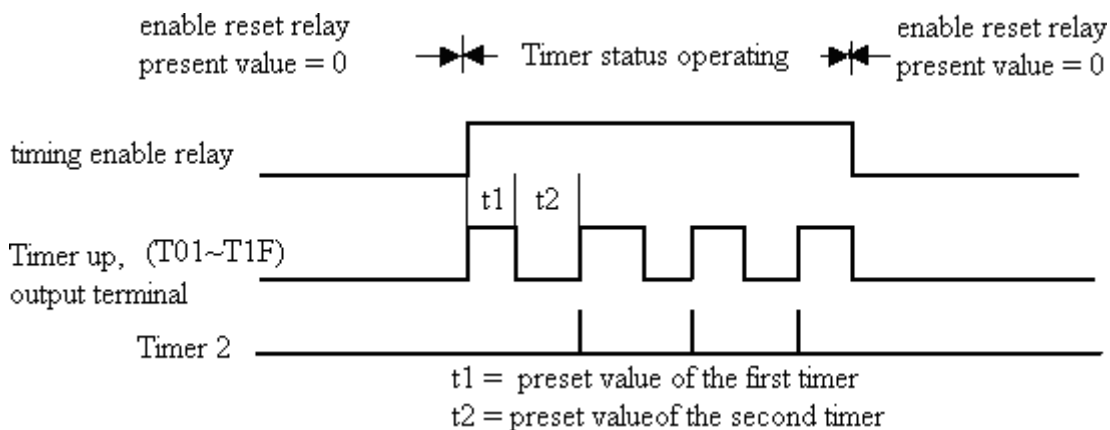 enable reset relay
present value = 0
Timer status operating
enable reset relay
present value = 0
timing enable relay
t1 t2
Timer up, (T01~T1F)
output terminal
Timer 2
t1 = preset value of the first timer
t2 = preset valueof the second timer